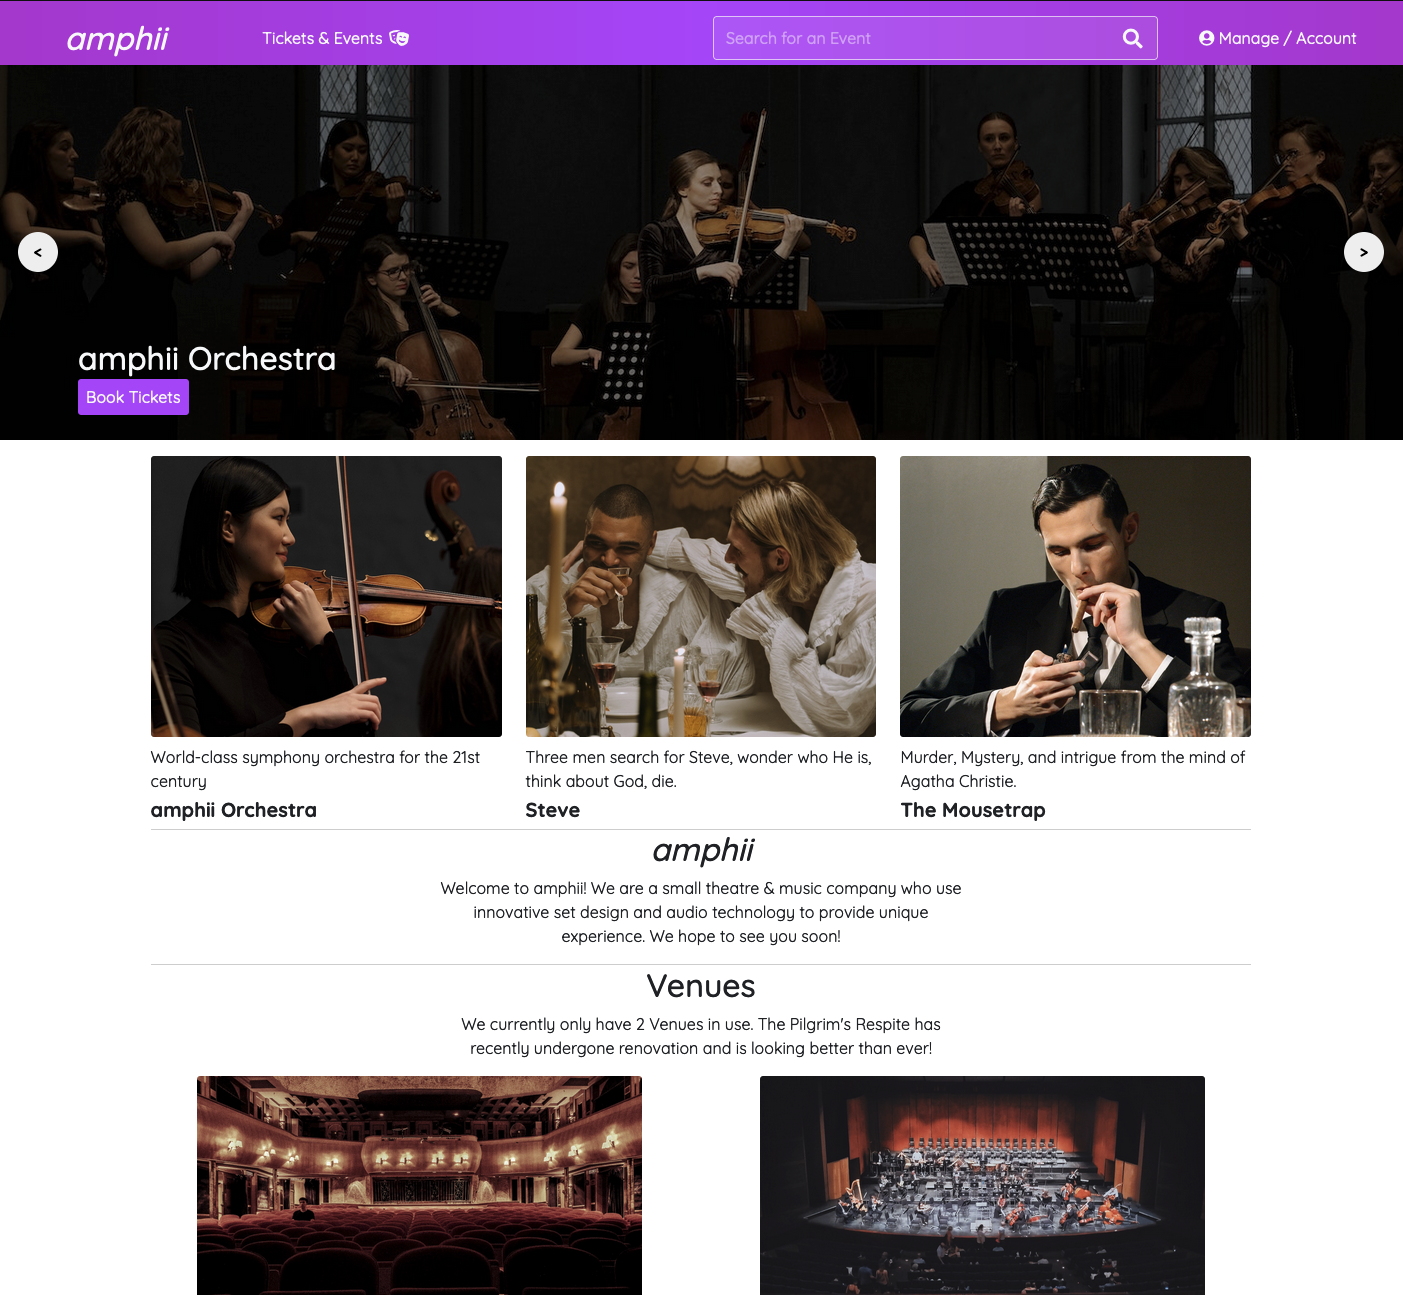 amphii
Tickets & Events
Search for an Event
Manage / Account
<
>
amphii Orchestra
Book Tickets
World-class symphony orchestra for the 21st
century
amphii Orchestra
Three men search for Steve, wonder who He is,
think about God, die.
Steve
Murder, Mystery, and intrigue from the mind of
Agatha Christie.
The Mousetrap
amphii
Welcome to amphii! We are a small theatre & music company who use
innovative set design and audio technology to provide unique
experience. We hope to see you soon!
Venues
We currently only have 2 Venues in use. The Pilgrim's Respite has
recently undergone renovation and is looking better than ever!